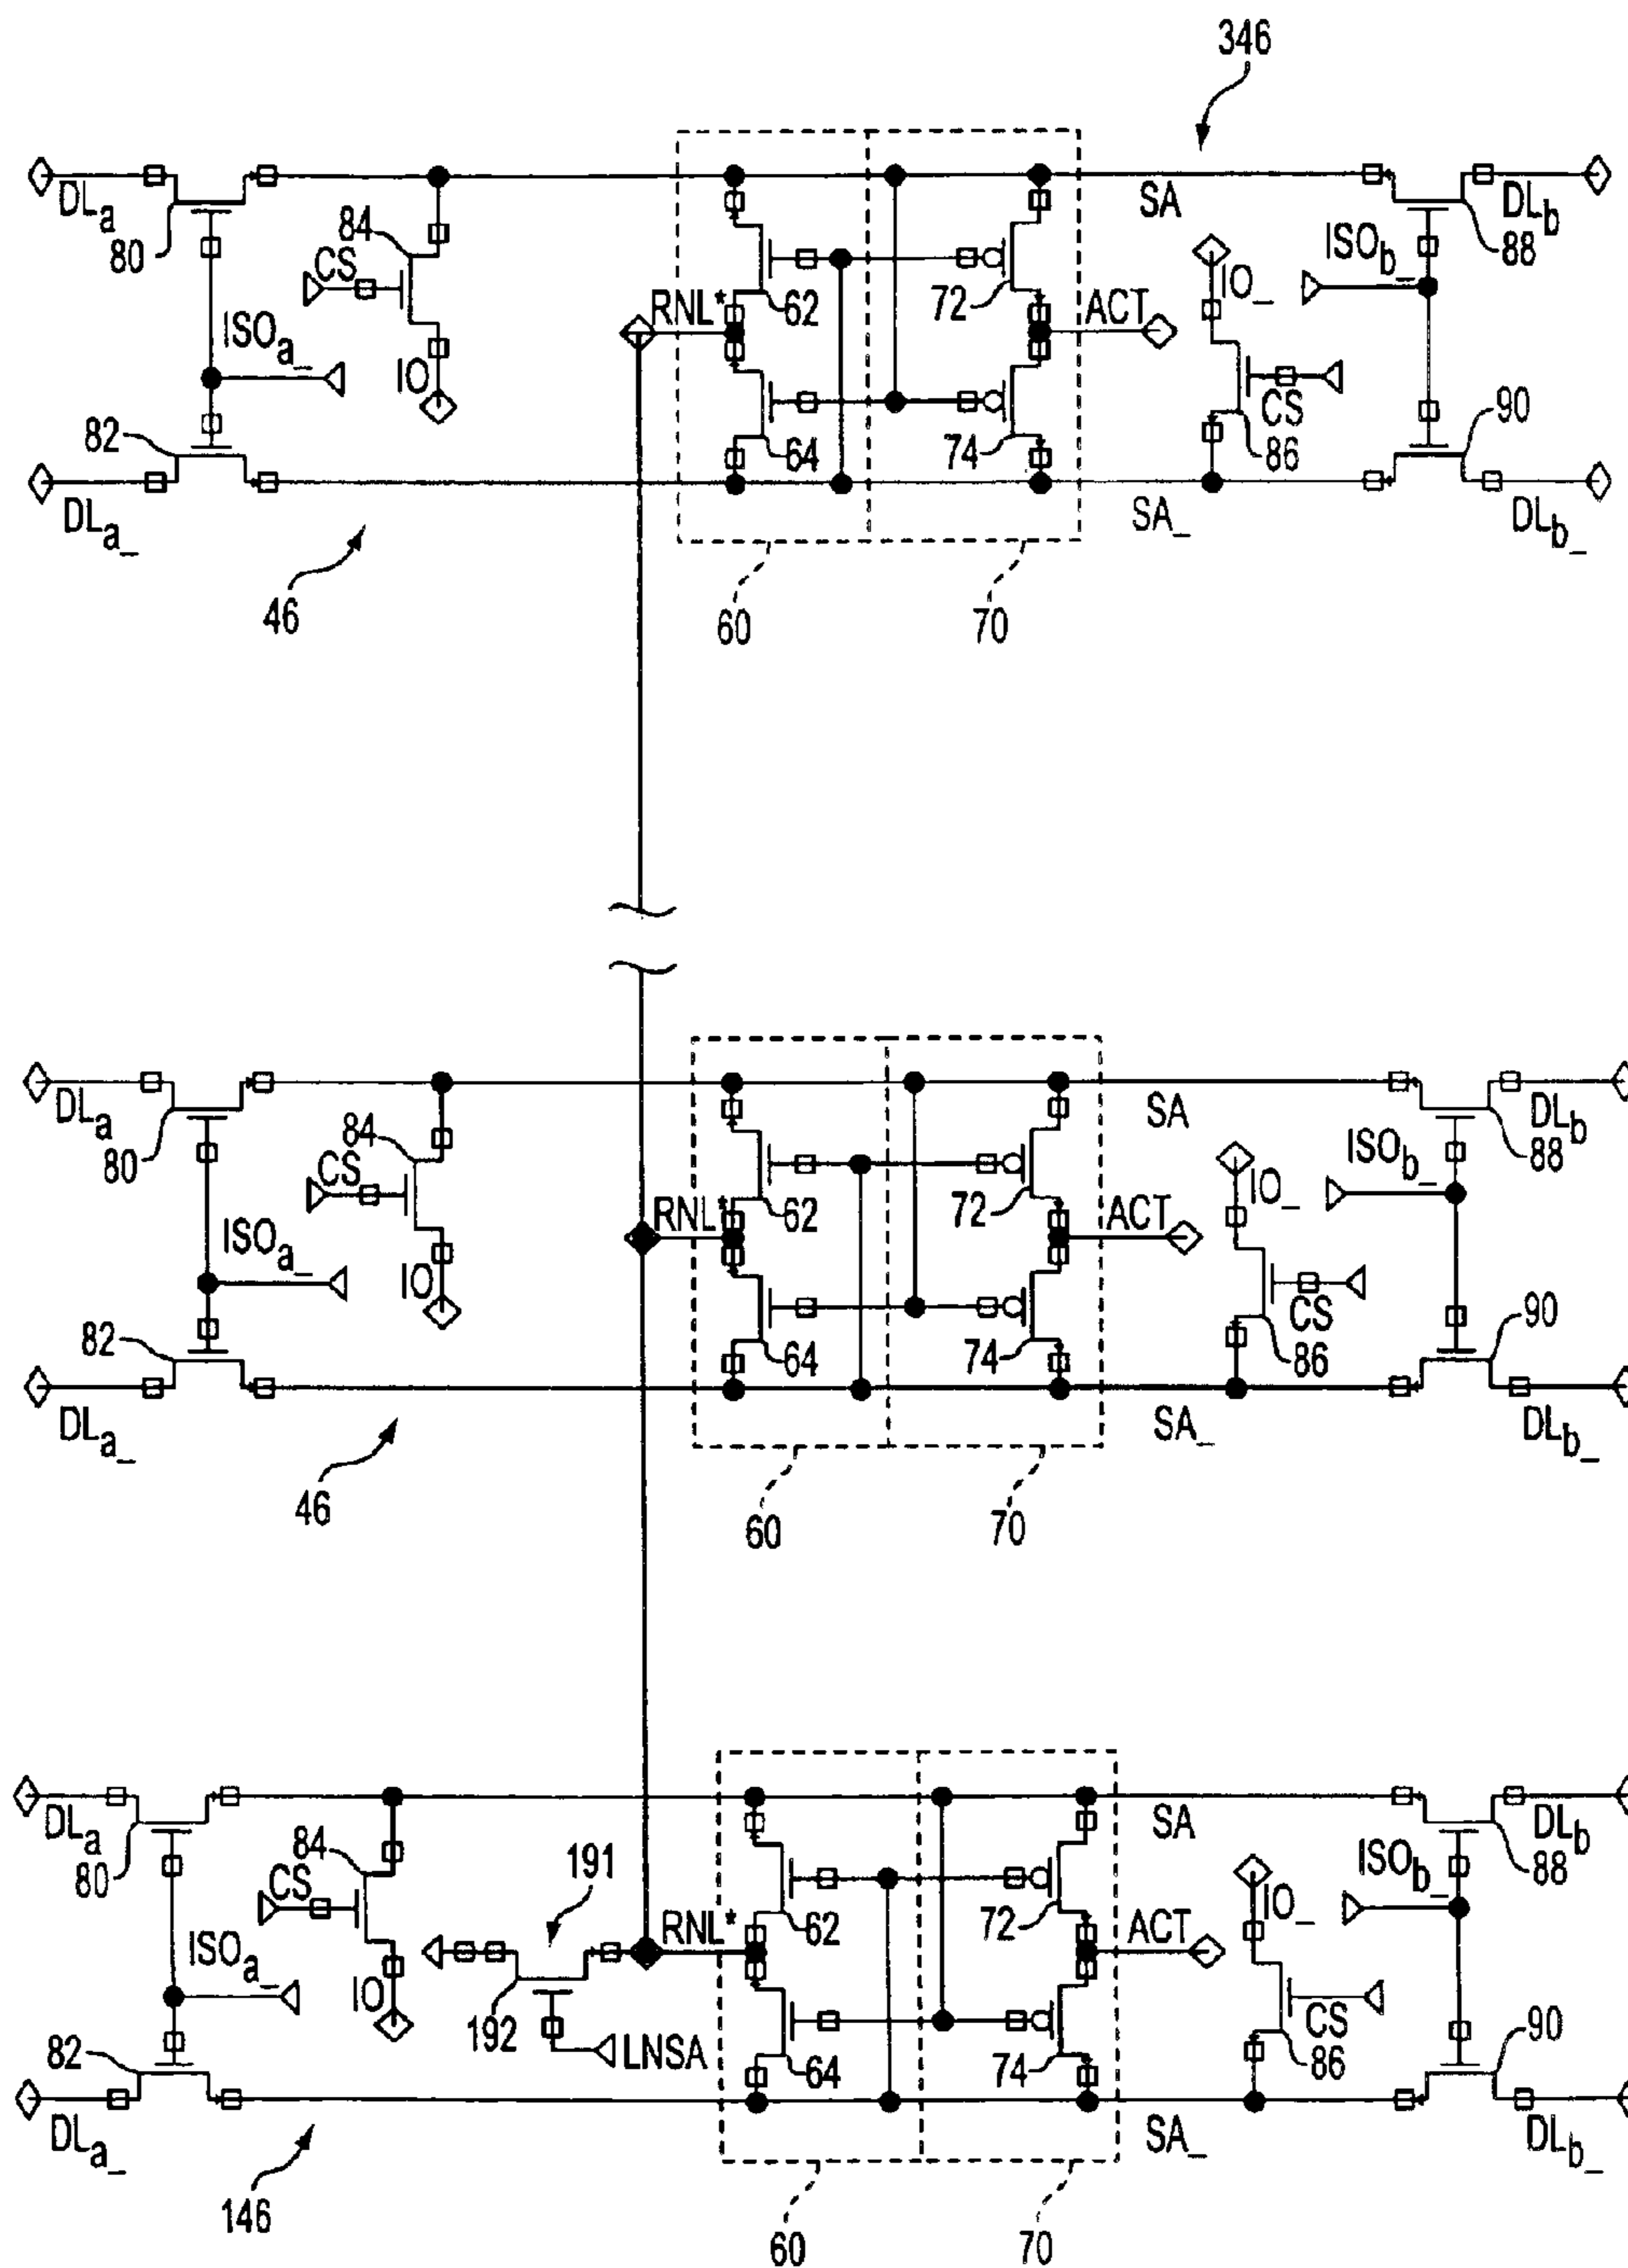 346
DLa
80
84
CS
ISOa_
IO
82
DLa_
46
RNL*
62
64
60
72
74
70
ACT
SA
SA_
IO_
CS
86
ISOb_
DLb
88
90
DLb_
DLa
80
84
CS
ISOa_
IO
82
DLa_
46
RNL*
62
64
60
72
74
70
ACT
SA
SA_
IO_
CS
86
ISOb_
DLb
88
90
DLb_
DLa
80
84
CS
ISOa_
IO
82
DLa_
146
191
192
LNSA
RNL*
62
64
60
72
74
70
ACT
SA
SA_
IO_
CS
86
ISOb_
DLb
88
90
DLb_